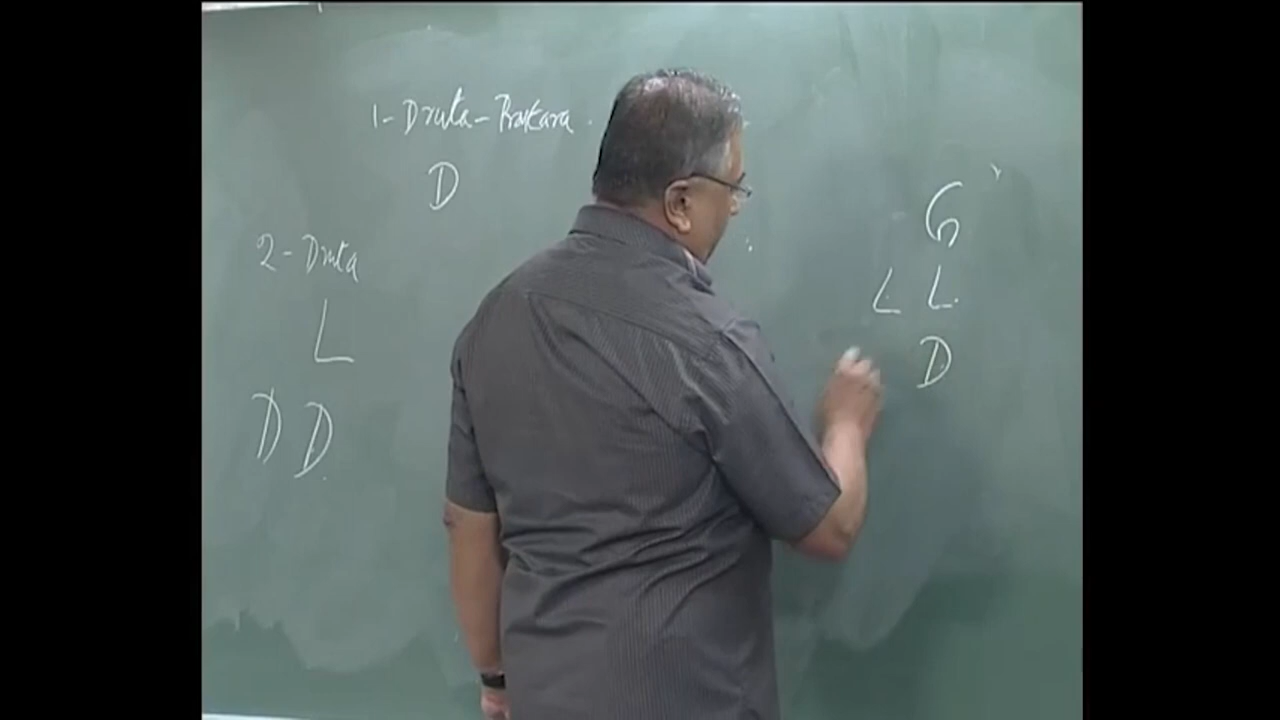 1- Druta - Prakara.
D
2 - Druta
L
D D
G
L L
D